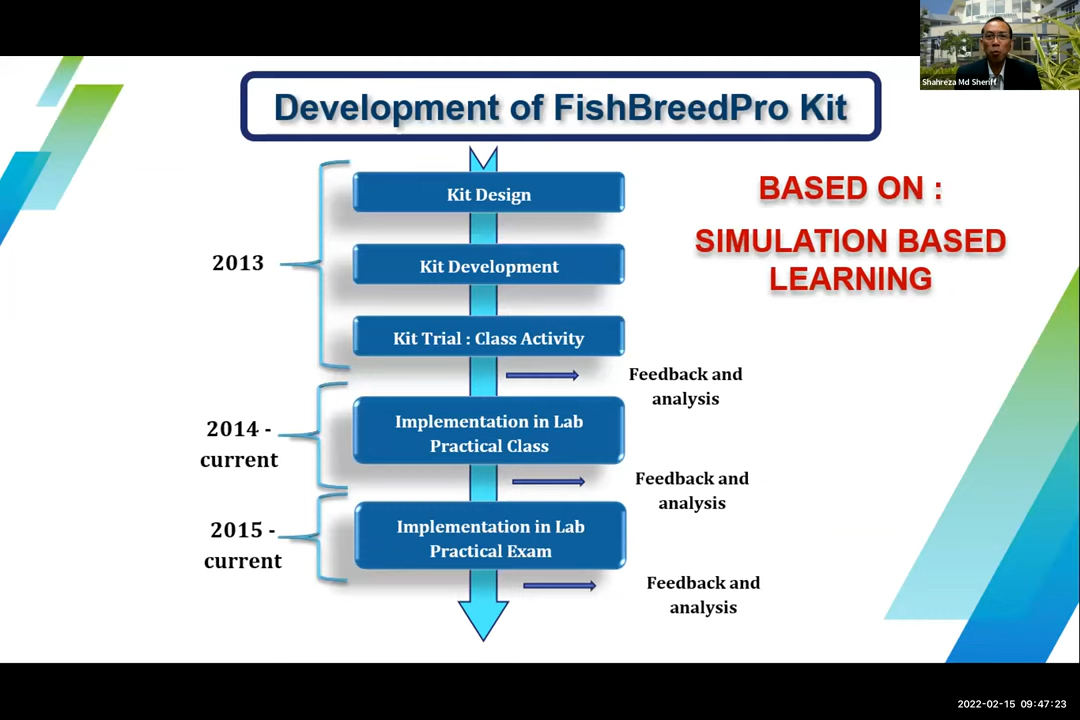 Shahreza Md Sheriff
Development of FishBreedPro Kit
BASED ON :
SIMULATION BASED
LEARNING
2013
Kit Design
Kit Development
Kit Trial : Class Activity
Feedback and
analysis
2014 -
current
Implementation in Lab
Practical Class
Feedback and
analysis
2015 -
current
Implementation in Lab
Practical Exam
Feedback and
analysis
2022-02-15 09:47:23